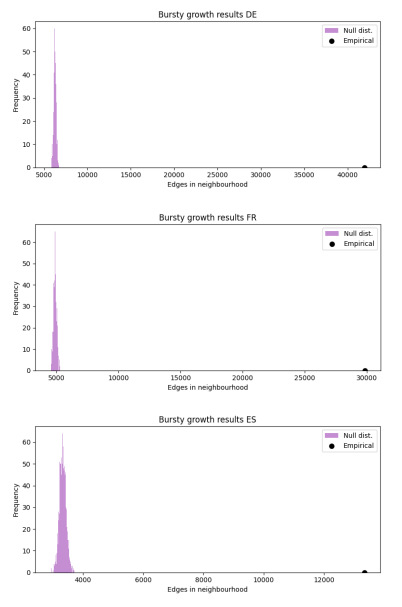 Bursty growth results DE
Null dist.
Empirical
Frequency
60
50
40
30
20
10
0
5000 10000 15000 20000 25000 30000 35000 40000
Edges in neighbourhood
Bursty growth results FR
Null dist.
Empirical
Frequency
60
50
40
30
20
10
0
5000 10000 15000 20000 25000 30000
Edges in neighbourhood
Bursty growth results ES
Null dist.
Empirical
Frequency
60
50
40
30
20
10
0
4000 6000 8000 10000 12000
Edges in neighbourhood